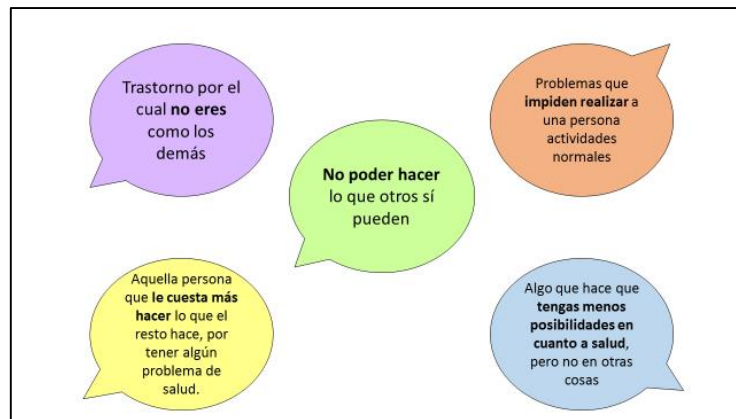 Trastorno por el
cual no eres
como los
demás
Problemas que
impiden realizar a
una persona
actividades
normales
No poder hacer
lo que otros sí
pueden
Aquella persona
que le cuesta más
hacer lo que el
resto hace, por
tener algún
problema de
salud.
Algo que hace que
tengas menos
posibilidades en
cuanto a salud,
pero no en otras
cosas